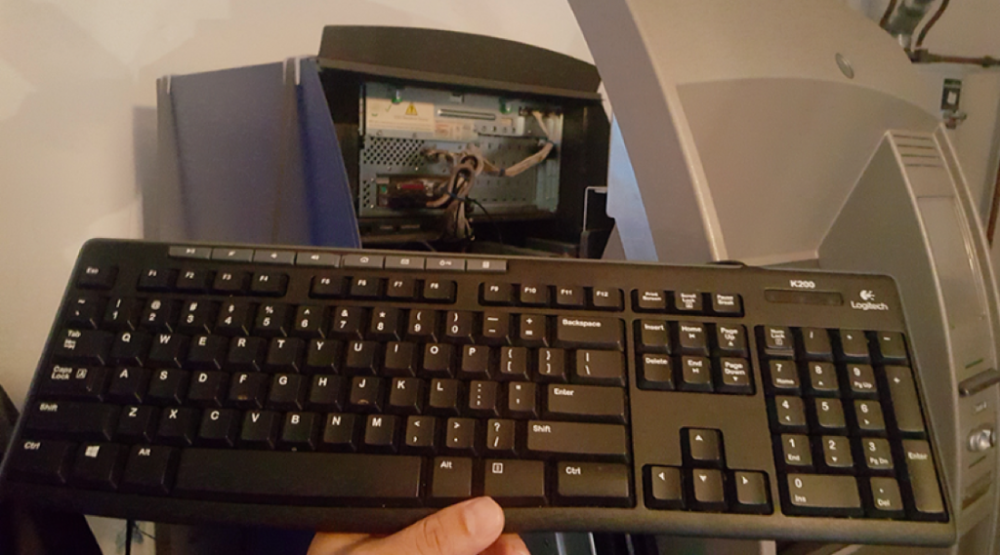 K200
Logitech
Esc F1 F2 F3 F4 F5 F6 F7 F8 F9 F10 F11 F12 Print Screen Scroll Lock Pause Break
~ ` ! 1 @ 2 # 3 $ 4 % 5 ^ 6 & 7 * 8 ( 9 ) 0 — - + = Backspace Insert Home Page Up Num Lock / * -
Tab Q W E R T Y U I O P { [ } ] | \ Delete End Page Down 7 Home 8 9 Pg Up +
Caps Lock A A S D F G H J K L : ; " ' Enter 4 5 6
Shift Z X C V B N M < , > . ? / Shift 1 End 2 3 Pg Dn Enter
Ctrl Alt Alt Ctrl 0 Ins . Del